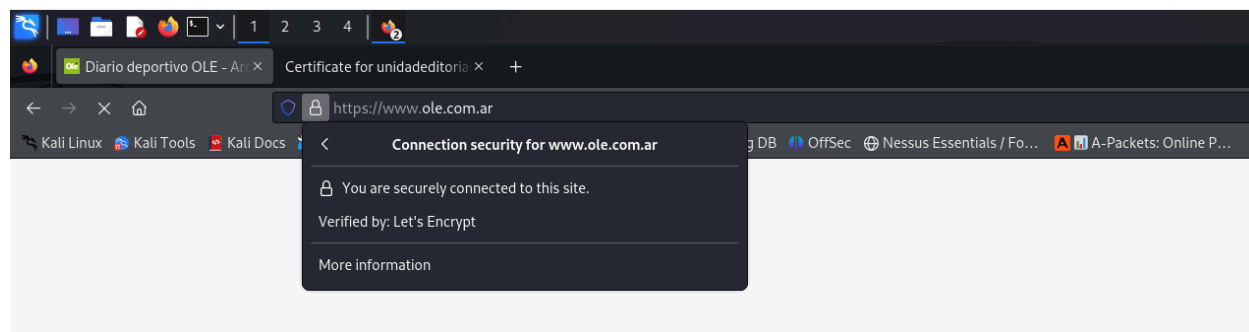 1 2 3 4 2
Ole Diario deportivo OLE - Ar × Certificate for unidadeditoria × +
https://www.ole.com.ar
Kali Linux Kali Tools Kali Docs g DB OffSec Nessus Essentials / Fo… A A-Packets: Online P…
Connection security for www.ole.com.ar
You are securely connected to this site.
Verified by: Let's Encrypt
More information